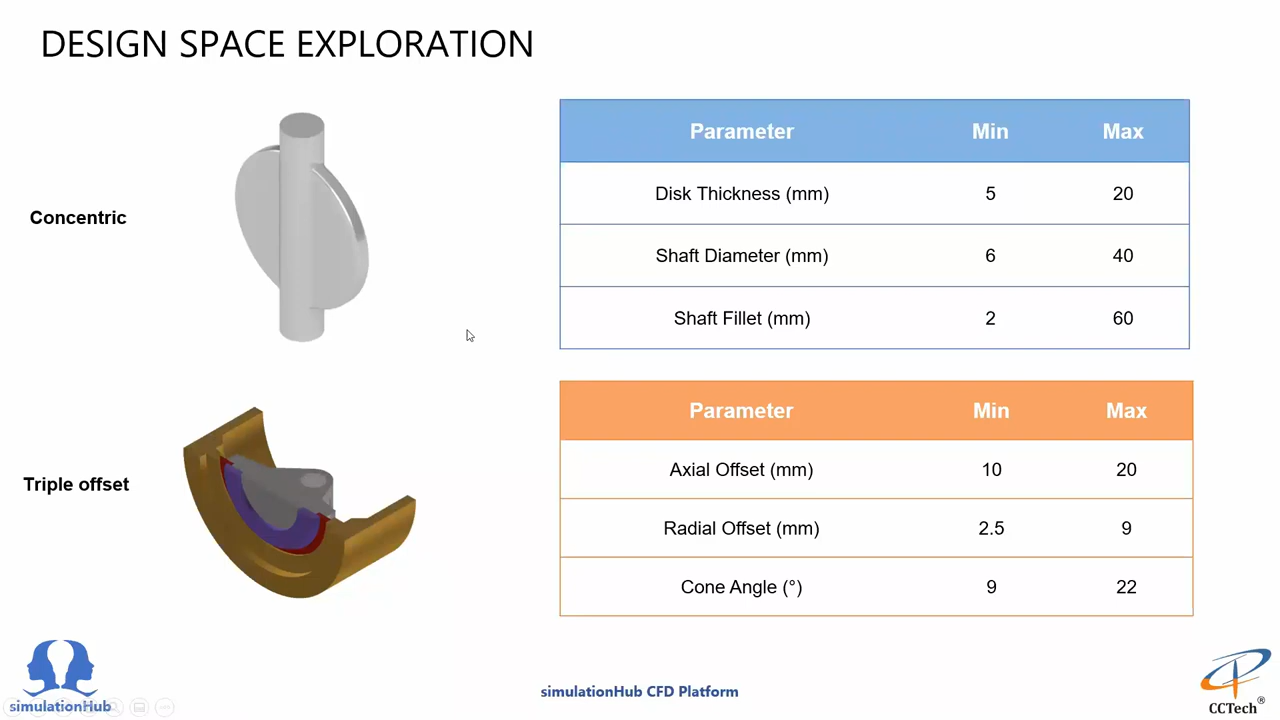 DESIGN SPACE EXPLORATION
Concentric
Parameter Min Max
Disk Thickness (mm) 5 20
Shaft Diameter (mm) 6 40
Shaft Fillet (mm) 2 60
Triple offset
Parameter Min Max
Axial Offset (mm) 10 20
Radial Offset (mm) 2.5 9
Cone Angle (°) 9 22
simulationHub
simulationHub CFD Platform
CCTech®